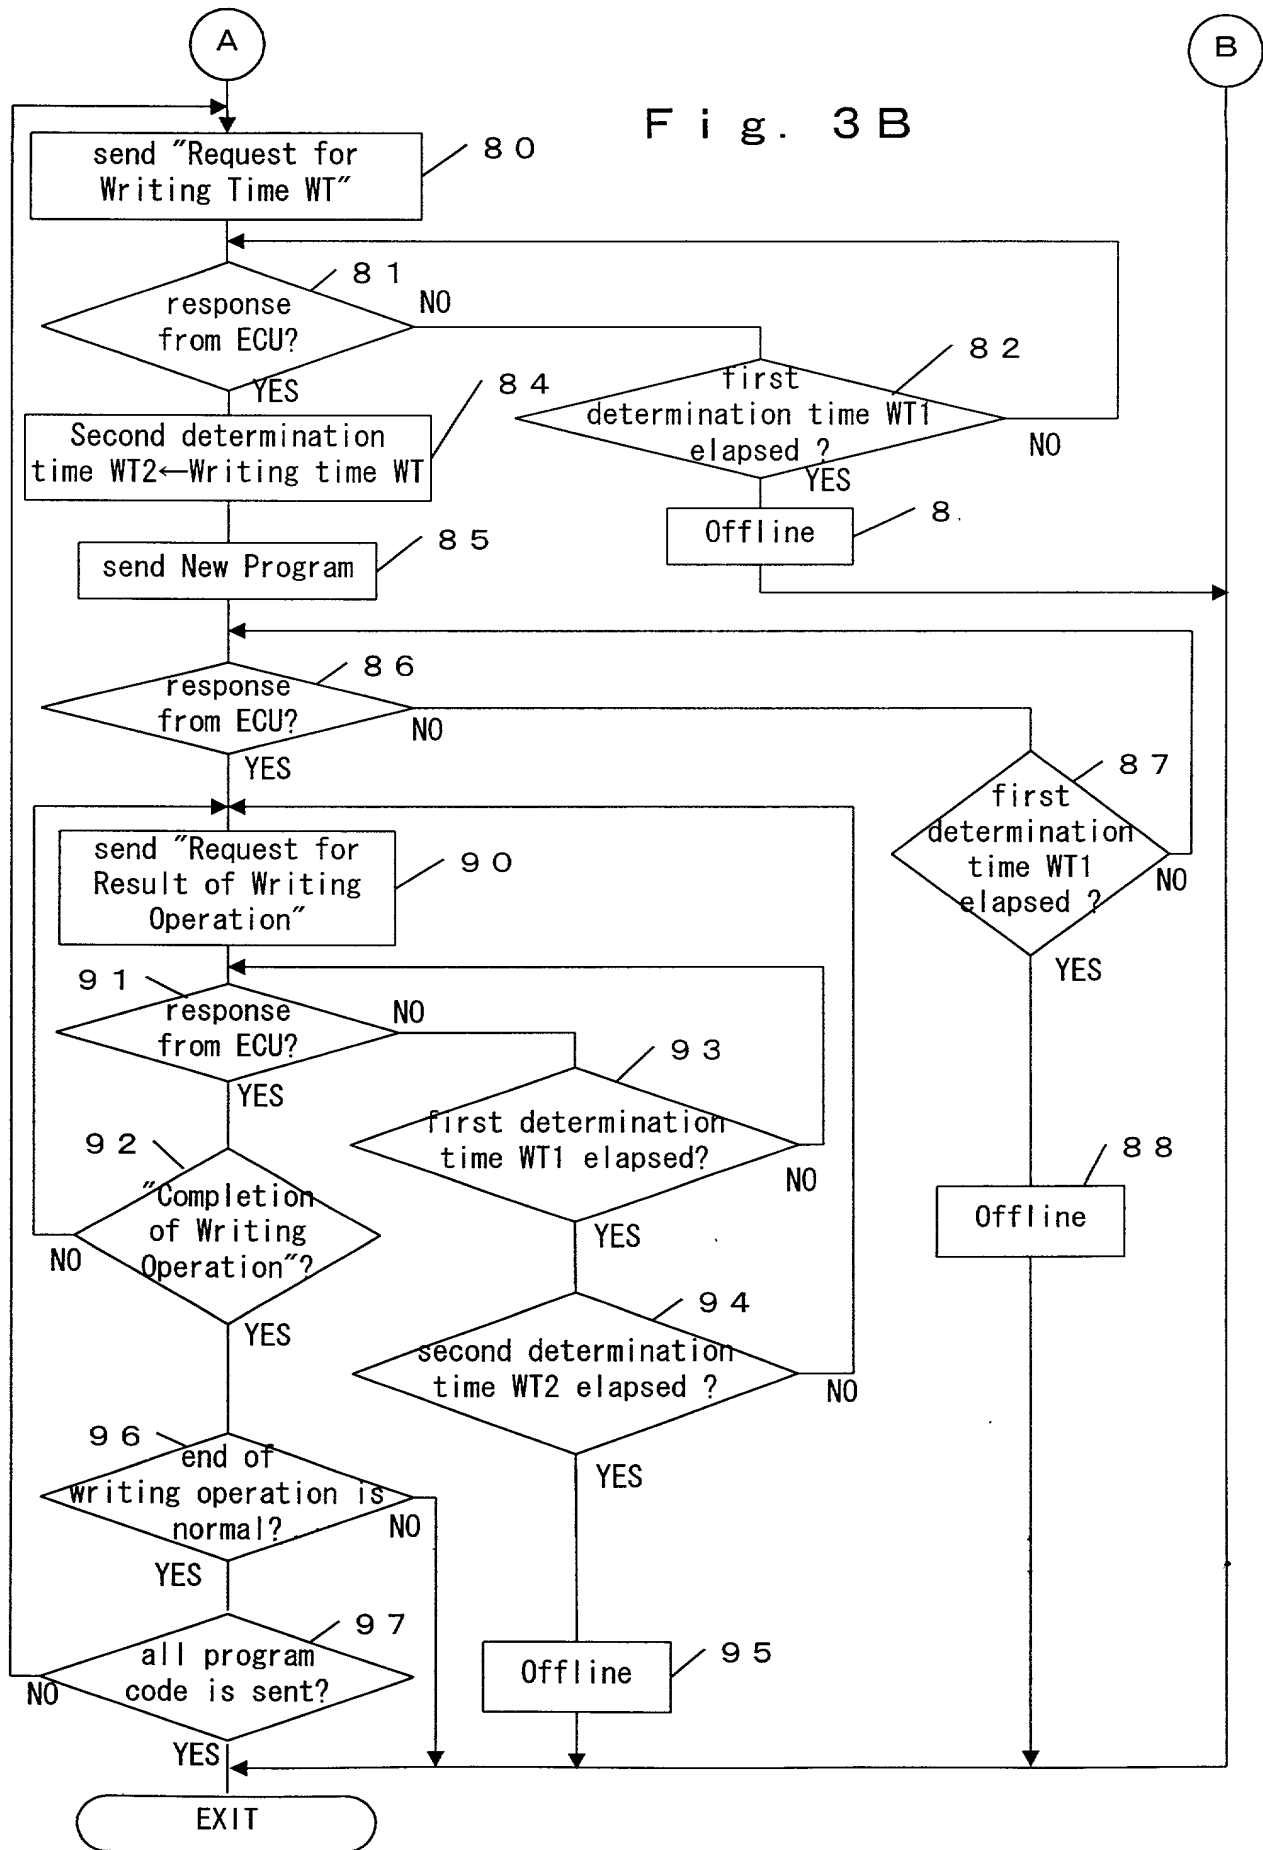 A
B
Fig. 3B
send "Request for
Writing Time WT"
80
response
from ECU?
81
NO
YES
first
determination time WT1
elapsed ?
82
NO
YES
Second determination
time WT2←Writing time WT
84
Offline
8
send New Program
85
response
from ECU?
86
NO
YES
first
determination
time WT1
elapsed ?
87
NO
YES
send "Request for
Result of Writing
Operation"
90
response
from ECU?
91
NO
YES
first determination
time WT1 elapsed?
93
NO
YES
"Completion
of Writing
Operation"?
92
NO
YES
Offline
88
second determination
time WT2 elapsed ?
94
NO
YES
end of
writing operation is
normal?
96
NO
YES
all program
code is sent?
97
NO
YES
Offline
95
EXIT